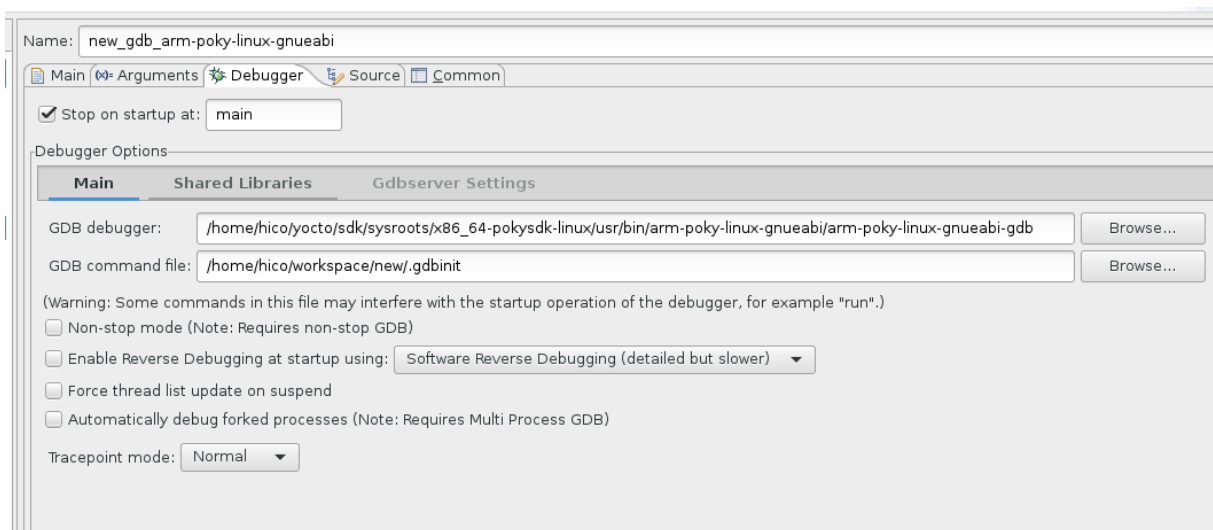 Name: new_gdb_arm-poky-linux-gnueabi
Main (x)= Arguments Debugger Source Common
Stop on startup at: main
Debugger Options
Main Shared Libraries Gdbserver Settings
GDB debugger: /home/hico/yocto/sdk/sysroots/x86_64-pokysdk-linux/usr/bin/arm-poky-linux-gnueabi/arm-poky-linux-gnueabi-gdb Browse...
GDB command file: /home/hico/workspace/new/.gdbinit Browse...
(Warning: Some commands in this file may interfere with the startup operation of the debugger, for example "run".)
Non-stop mode (Note: Requires non-stop GDB)
Enable Reverse Debugging at startup using: Software Reverse Debugging (detailed but slower)
Force thread list update on suspend
Automatically debug forked processes (Note: Requires Multi Process GDB)
Tracepoint mode: Normal